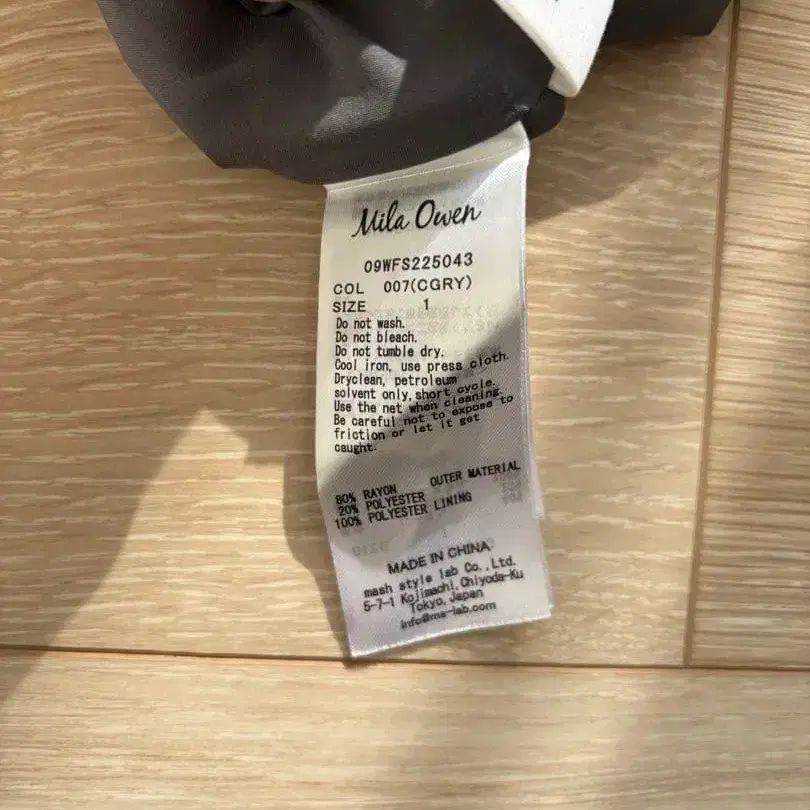 Mila Owen
09WFS225043
COL 007(CGRY)
SIZE 1
Do not wash.
Do not bleach.
Do not tumble dry.
Cool iron, use press cloth.
Dryclean, petroleum
solvent only, short cycle.
Use the net when cleaning.
Be careful not to expose to
friction or let it get
caught.
OUTER MATERIAL
80% RAYON
20% POLYESTER
100% POLYESTER LINING
MADE IN CHINA
mash style lab Co., Ltd.
5-7-1 Kojimachi, Chiyoda-Ku
Tokyo, Japan
info@ms-lab.com